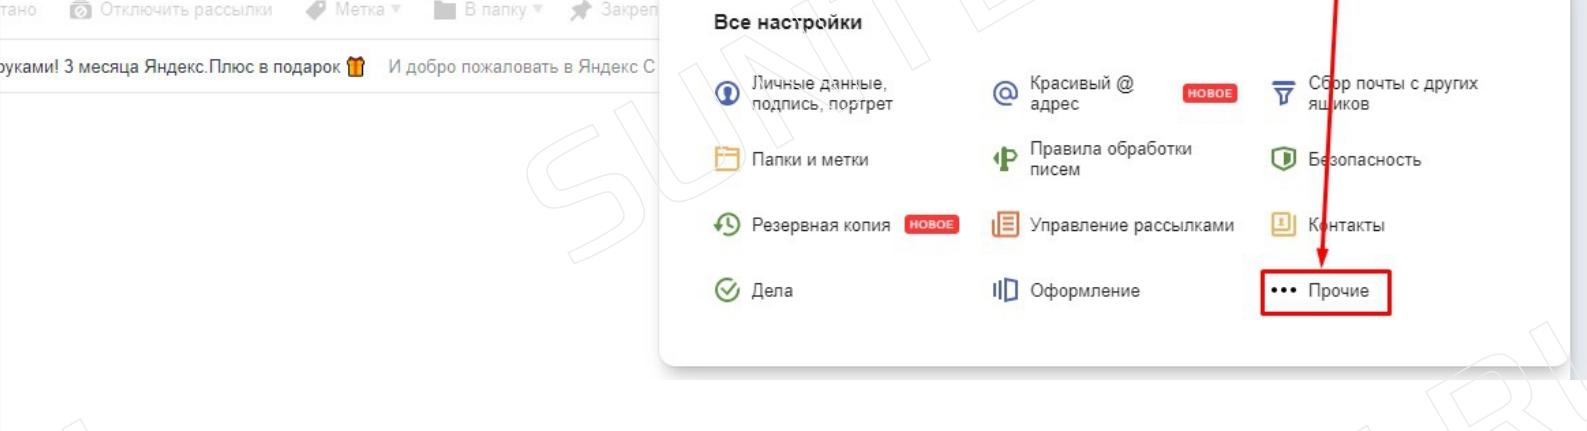 тано Отключить рассылки Метка В папку Закреп
руками! 3 месяца Яндекс.Плюс в подарок И добро пожаловать в Яндекс С
Все настройки
Личные данные,
подпись, портрет
Красивый @
адрес
НОВОЕ
Сбор почты с других
ящиков
Папки и метки
Правила обработки
писем
Безопасность
Резервная копия НОВОЕ
Управление рассылками
Контакты
Дела
Оформление
Прочие